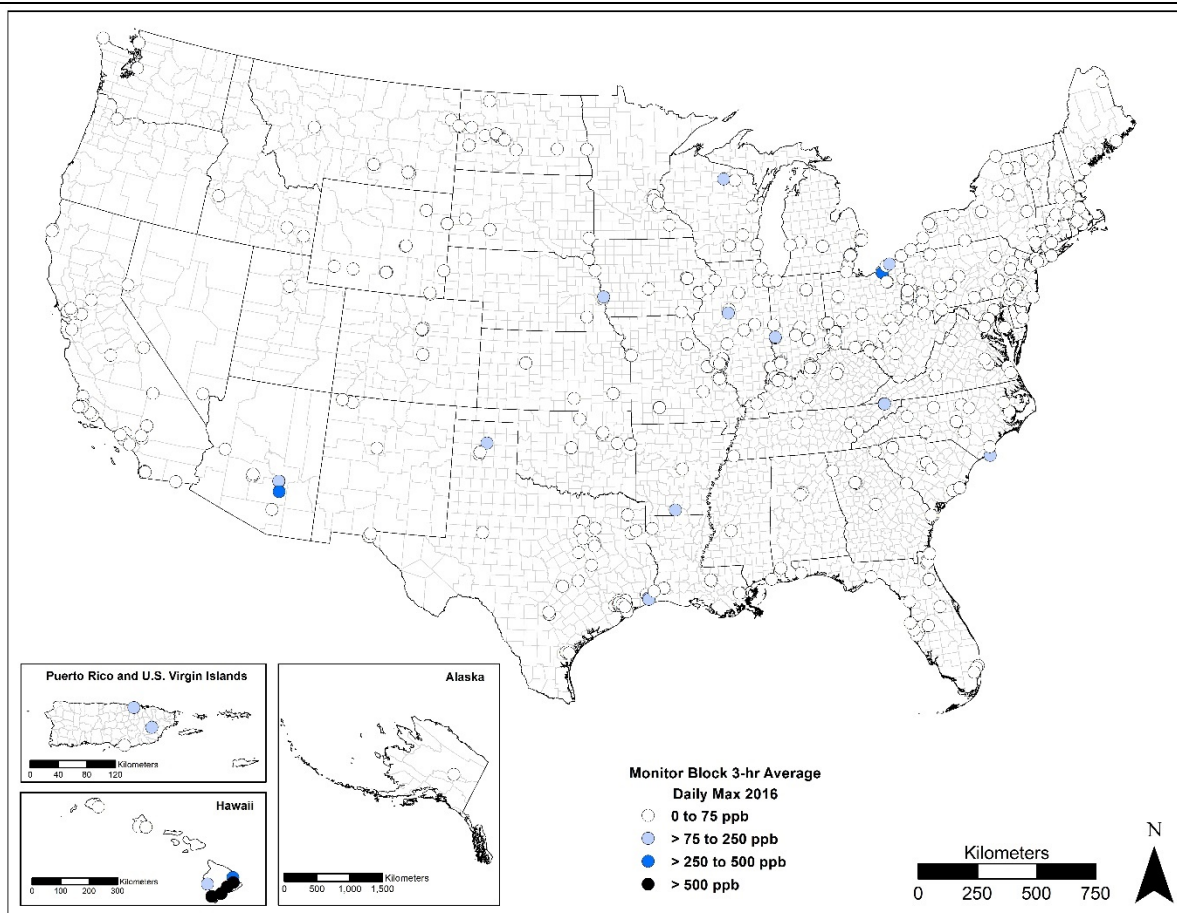 Puerto Rico and U.S. Virgin Islands
Kilometers
0 40 80 120
Hawaii
Kilometers
0 100 200 300
Alaska
Kilometers
0 500 1,000 1,500
Monitor Block 3-hr Average
Daily Max 2016
0 to 75 ppb
> 75 to 250 ppb
> 250 to 500 ppb
> 500 ppb
Kilometers
0 250 500 750
N